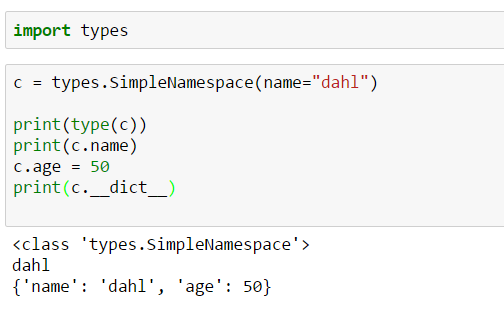 import types
c = types.SimpleNamespace(name="dahl")
print(type(c))
print(c.name)
c.age = 50
print(c.__dict__)
<class 'types.SimpleNamespace'>
dahl
{'name': 'dahl', 'age': 50}